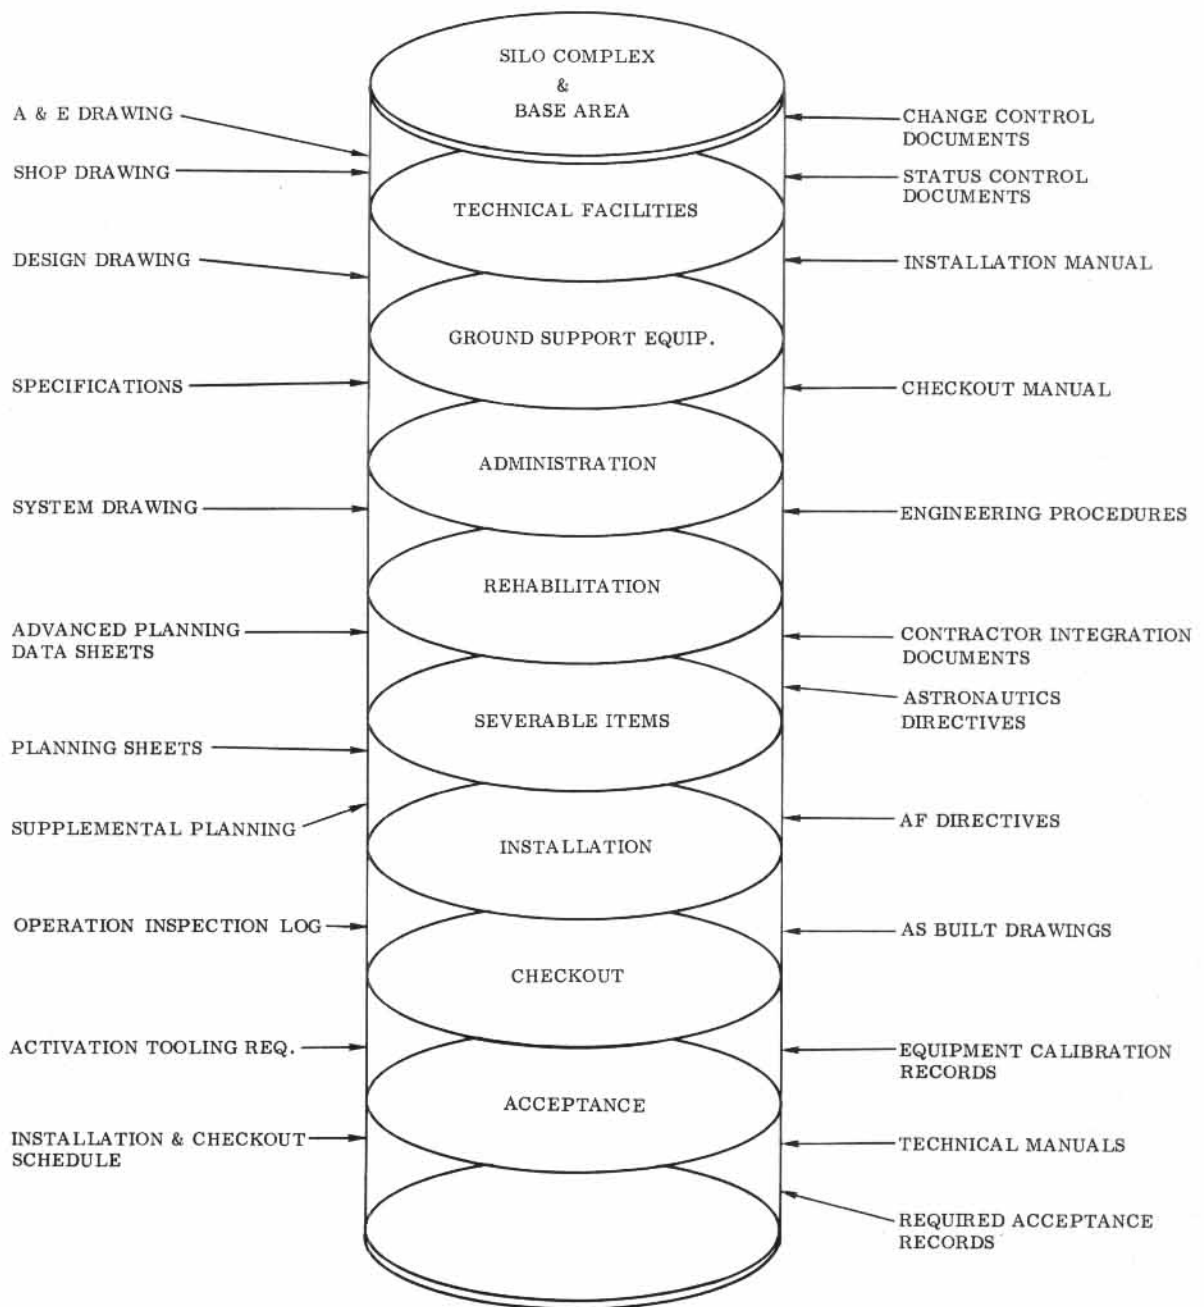 SILO COMPLEX
&
BASE AREA
TECHNICAL FACILITIES
GROUND SUPPORT EQUIP.
ADMINISTRATION
REHABILITATION
SEVERABLE ITEMS
INSTALLATION
CHECKOUT
ACCEPTANCE
A & E DRAWING
SHOP DRAWING
DESIGN DRAWING
SPECIFICATIONS
SYSTEM DRAWING
ADVANCED PLANNING
DATA SHEETS
PLANNING SHEETS
SUPPLEMENTAL PLANNING
OPERATION INSPECTION LOG
ACTIVATION TOOLING REQ.
INSTALLATION & CHECKOUT
SCHEDULE
CHANGE CONTROL
DOCUMENTS
STATUS CONTROL
DOCUMENTS
INSTALLATION MANUAL
CHECKOUT MANUAL
ENGINEERING PROCEDURES
CONTRACTOR INTEGRATION
DOCUMENTS
ASTRONAUTICS
DIRECTIVES
AF DIRECTIVES
AS BUILT DRAWINGS
EQUIPMENT CALIBRATION
RECORDS
TECHNICAL MANUALS
REQUIRED ACCEPTANCE
RECORDS